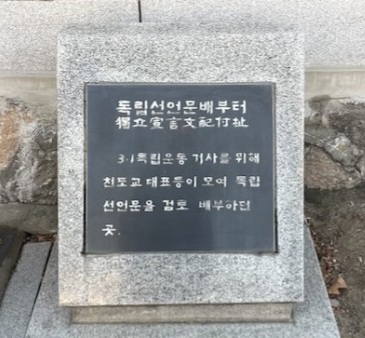 독립선언문배부터
獨立宣言文配付址
3·1독립운동 거사를 위해
천도교 대표등이 모여 독립
선언문을 검토 배부하던
곳.